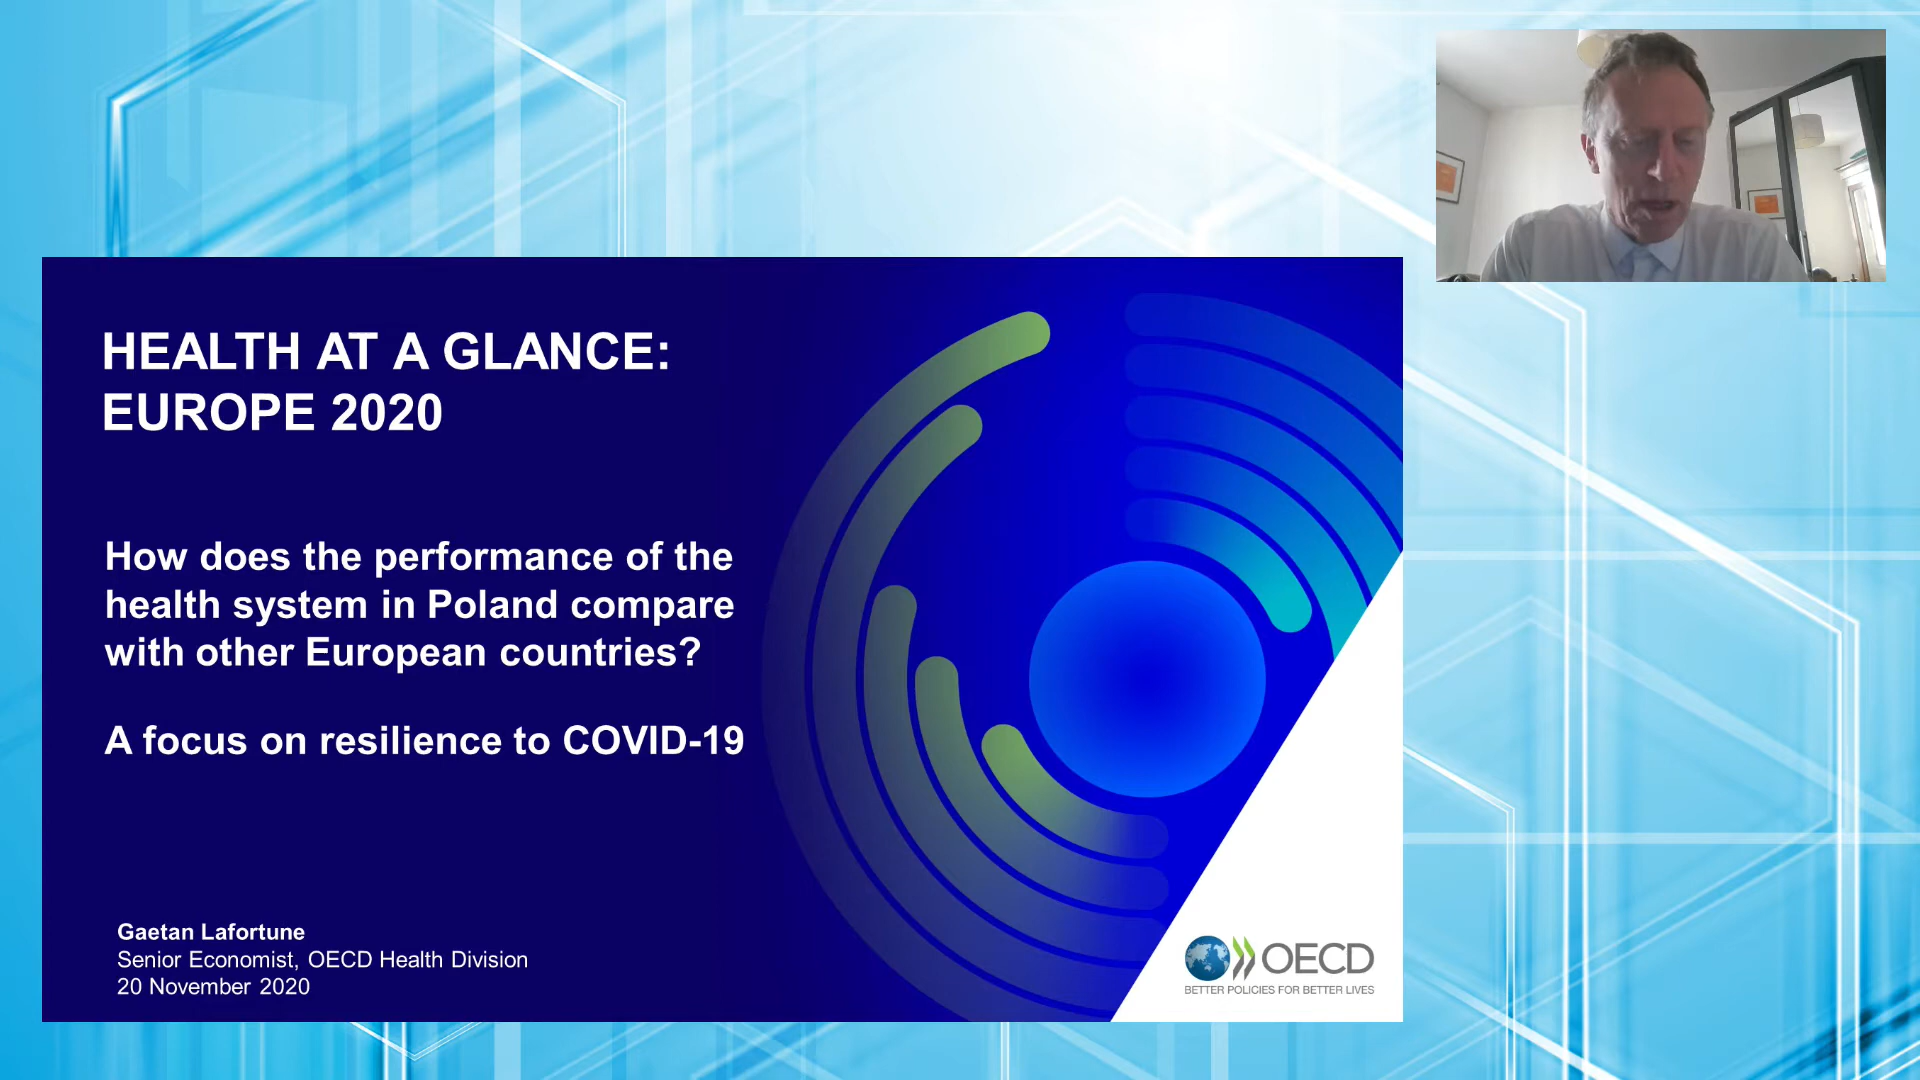 HEALTH AT A GLANCE:
EUROPE 2020
How does the performance of the
health system in Poland compare
with other European countries?
A focus on resilience to COVID-19
Gaetan Lafortune
Senior Economist, OECD Health Division
20 November 2020
OECD
BETTER POLICIES FOR BETTER LIVES